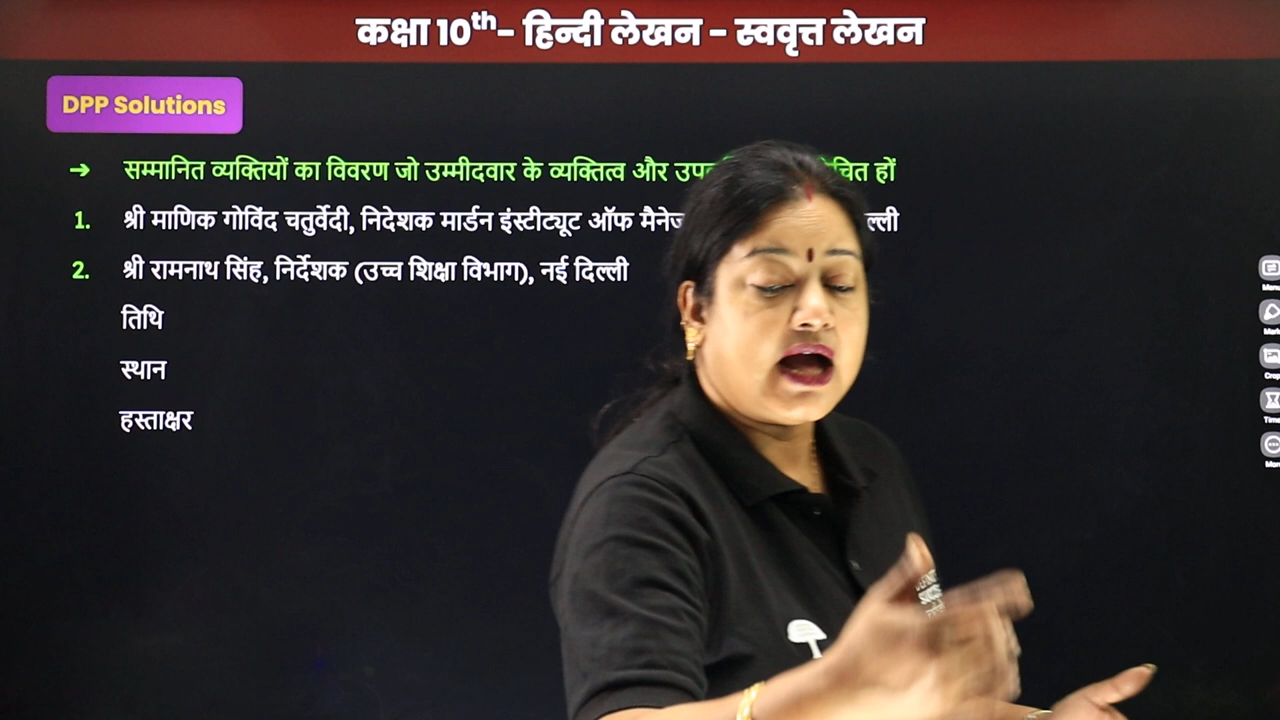 कक्षा 10th- हिन्दी लेखन - स्ववृत्त लेखन
DPP Solutions
➔ सम्मानित व्यक्तियों का विवरण जो उम्मीदवार के व्यक्तित्व और हों
1. श्री माणिक गोविंद चतुर्वेदी, निदेशक मार्डन इंस्टीट्यूट ऑफ
2. श्री रामनाथ सिंह, निर्देशक (उच्च शिक्षा विभाग), नई दिल्ली
तिथि
स्थान
हस्ताक्षर